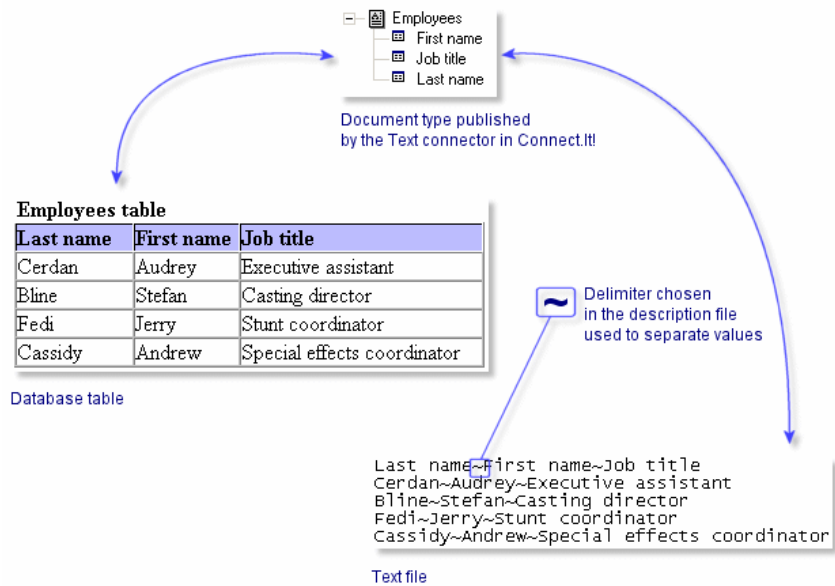 Employees
First name
Job title
Last name
Document type published
by the Text connector in Connect.It!
Employees table
Last name First name Job title
Cerdan Audrey Executive assistant
Bline Stefan Casting director
Fedi Jerry Stunt coordinator
Cassidy Andrew Special effects coordinator
Database table
~
Delimiter chosen
in the description file
used to separate values
Last name~First name~Job title
Cerdan~Audrey~Executive assistant
Bline~Stefan~Casting director
Fedi~Jerry~Stunt coordinator
Cassidy~Andrew~Special effects coordinator
Text file